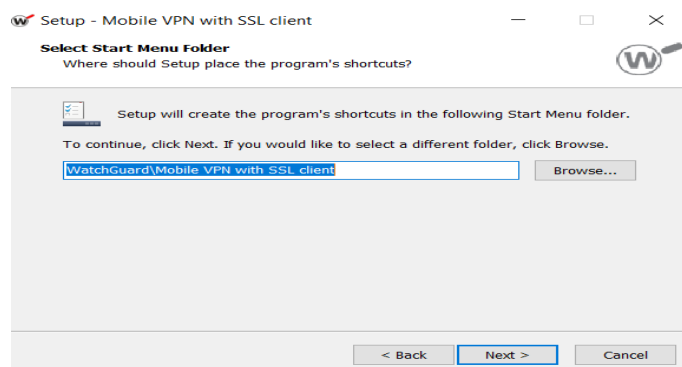 Setup - Mobile VPN with SSL client
Select Start Menu Folder
Where should Setup place the program's shortcuts?
Setup will create the program's shortcuts in the following Start Menu folder.
To continue, click Next. If you would like to select a different folder, click Browse.
WatchGuard\Mobile VPN with SSL client
Browse...
< Back
Next >
Cancel